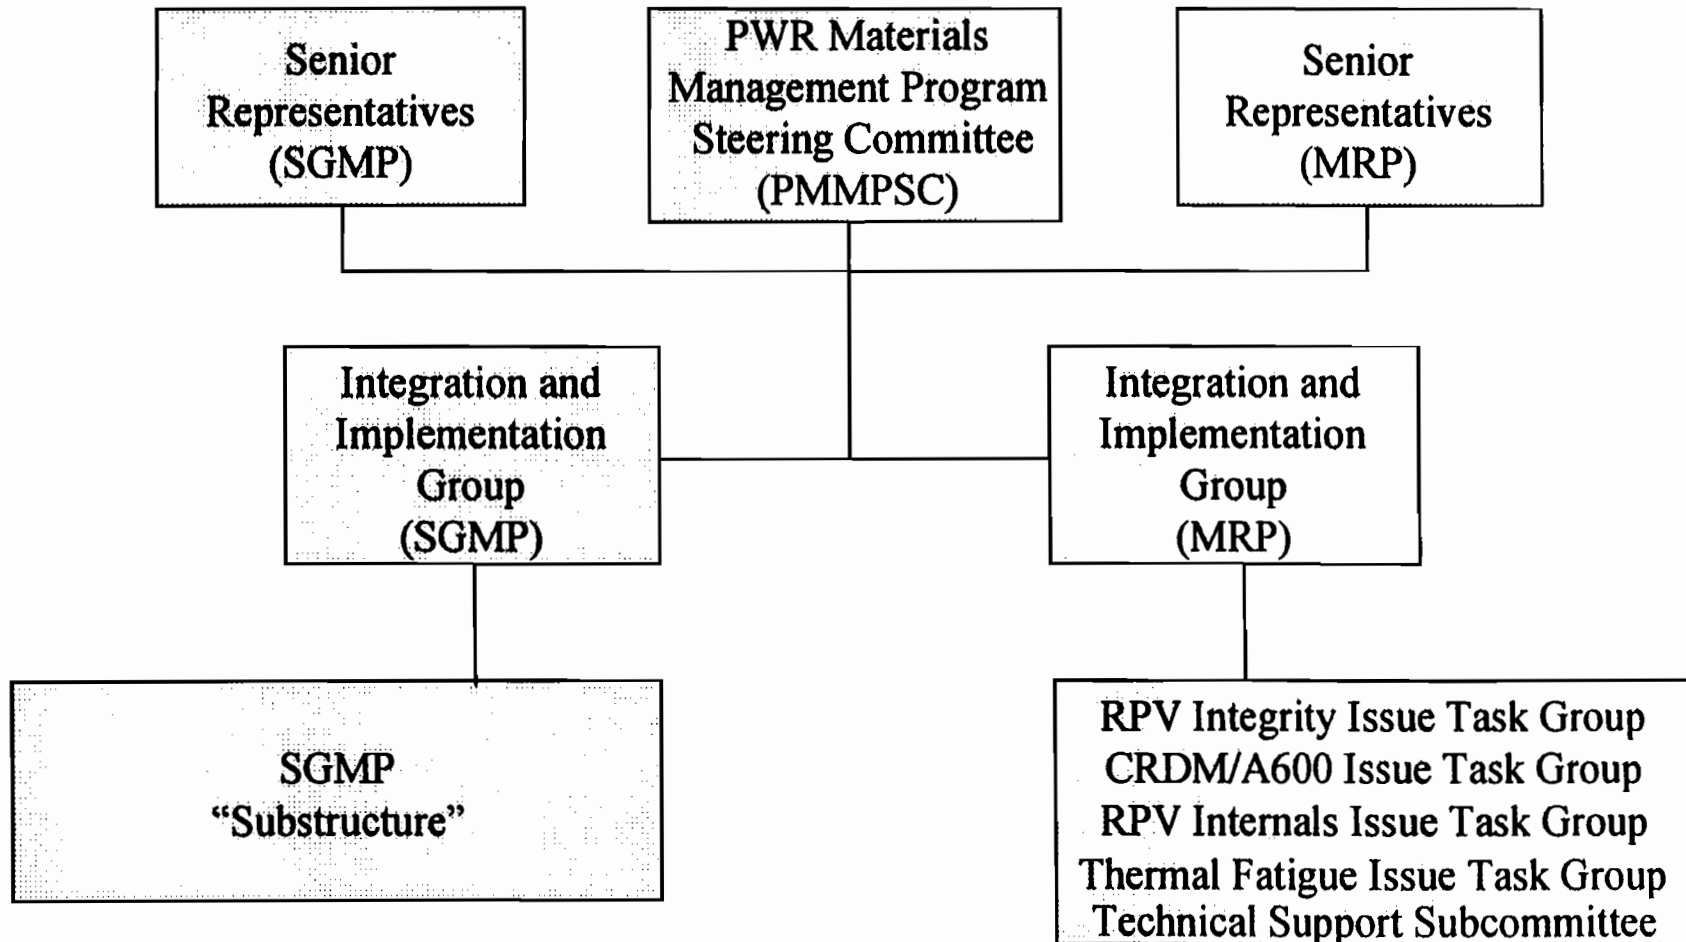 Senior
Representatives
(SGMP)
PWR Materials
Management Program
Steering Committee
(PMMPSC)
Senior
Representatives
(MRP)
Integration and
Implementation
Group
(SGMP)
Integration and
Implementation
Group
(MRP)
SGMP
“Substructure”
RPV Integrity Issue Task Group
CRDM/A600 Issue Task Group
RPV Internals Issue Task Group
Thermal Fatigue Issue Task Group
Technical Support Subcommittee